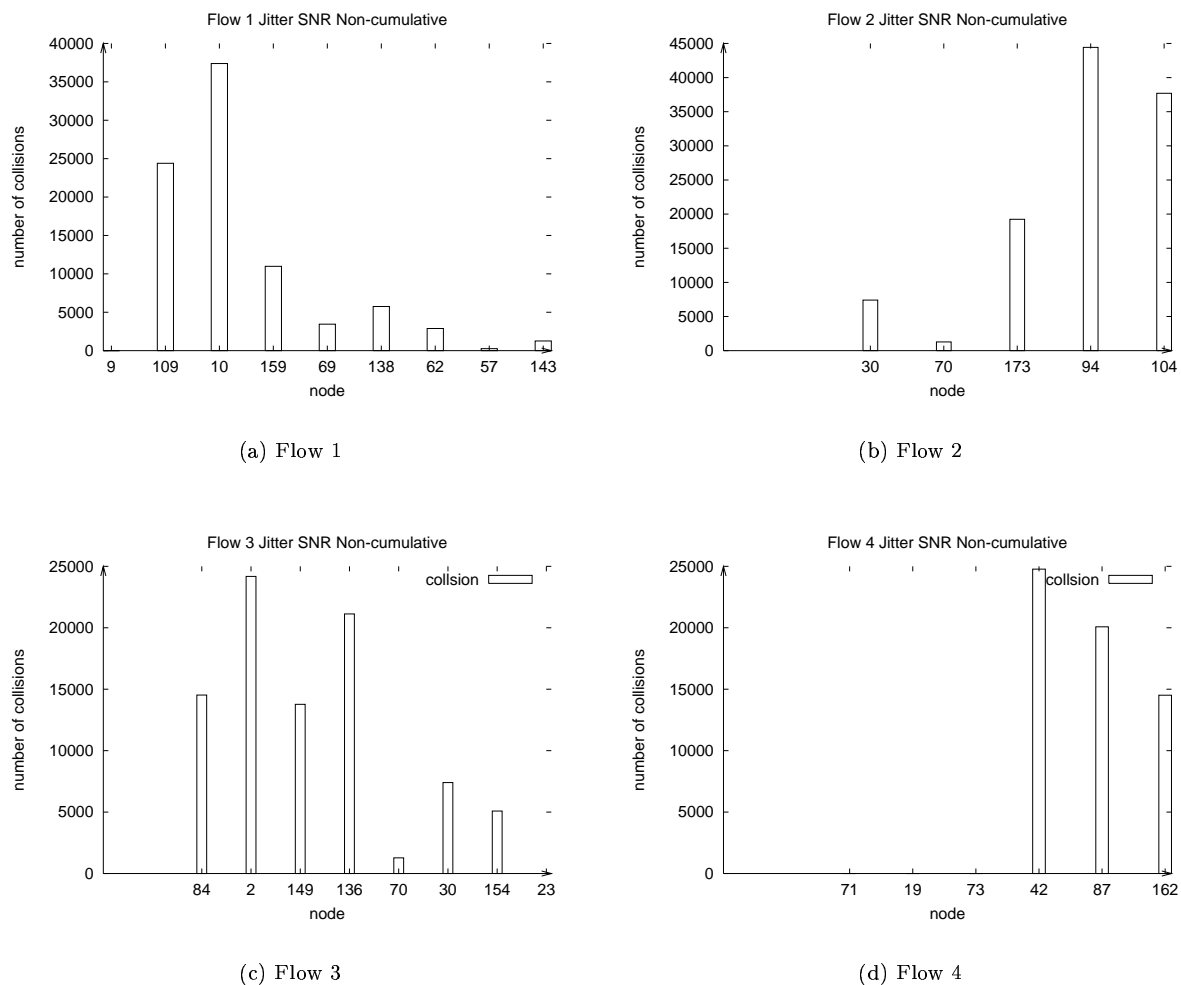 Flow 1 Jitter SNR Non-cumulative
number of collisions
40000
35000
30000
25000
20000
15000
10000
5000
0
9 109 10 159 69 138 62 57 143
node
(a) Flow 1
Flow 2 Jitter SNR Non-cumulative
number of collisions
45000
40000
35000
30000
25000
20000
15000
10000
5000
0
30 70 173 94 104
node
(b) Flow 2
Flow 3 Jitter SNR Non-cumulative
collsion
number of collisions
25000
20000
15000
10000
5000
0
84 2 149 136 70 30 154 23
node
(c) Flow 3
Flow 4 Jitter SNR Non-cumulative
collsion
number of collisions
25000
20000
15000
10000
5000
0
71 19 73 42 87 162
node
(d) Flow 4